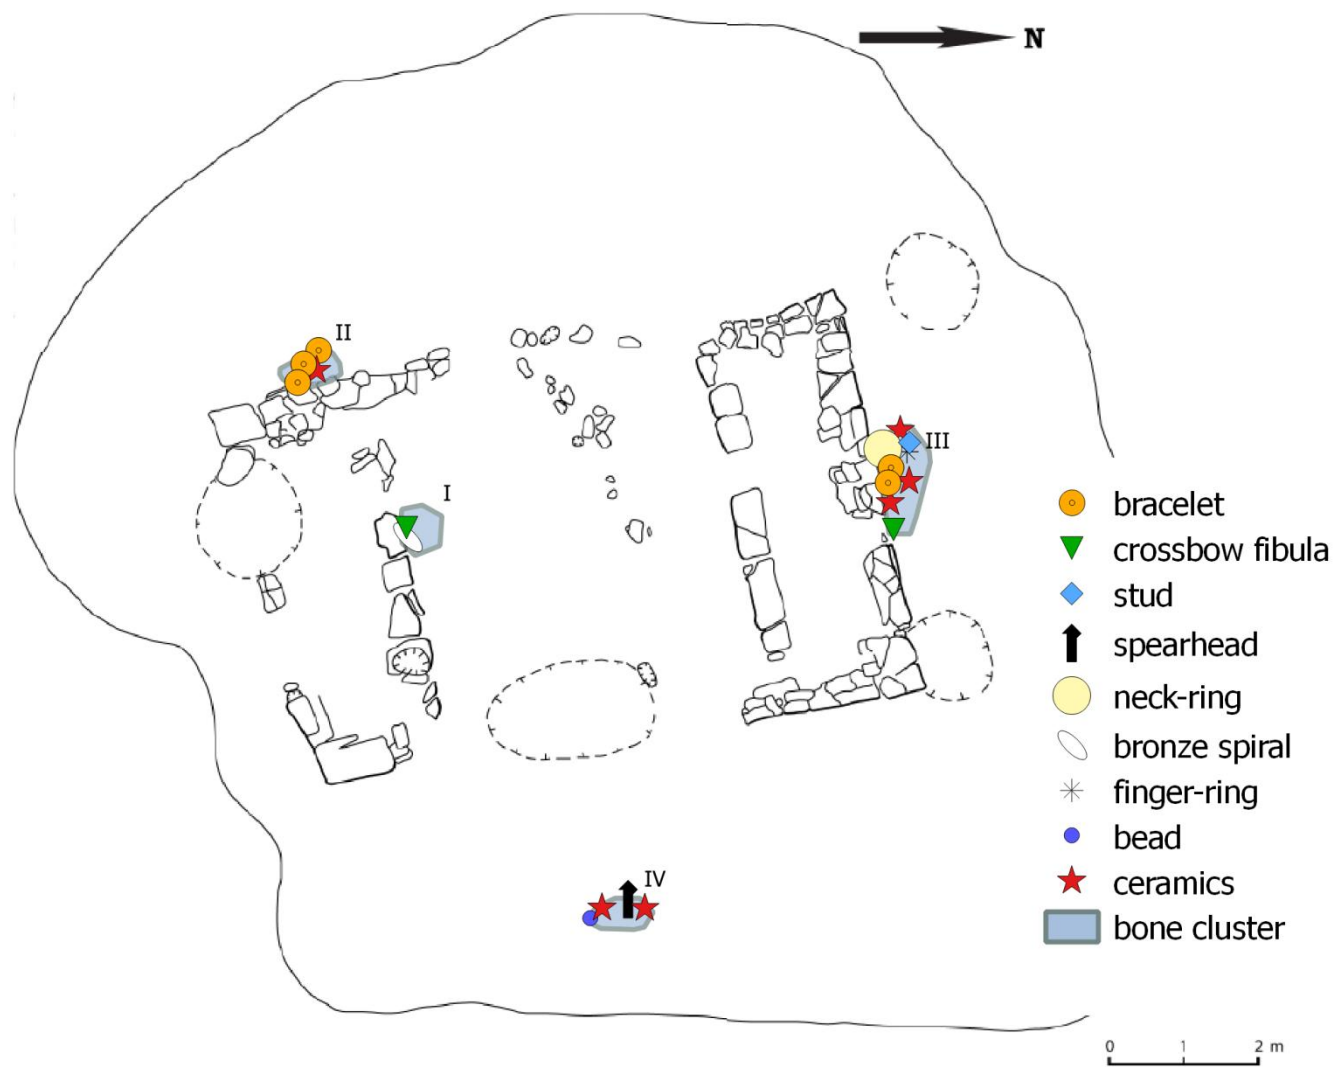 N
II
III
I
IV
bracelet
crossbow fibula
stud
spearhead
neck-ring
bronze spiral
finger-ring
bead
ceramics
bone cluster
0 1 2 m